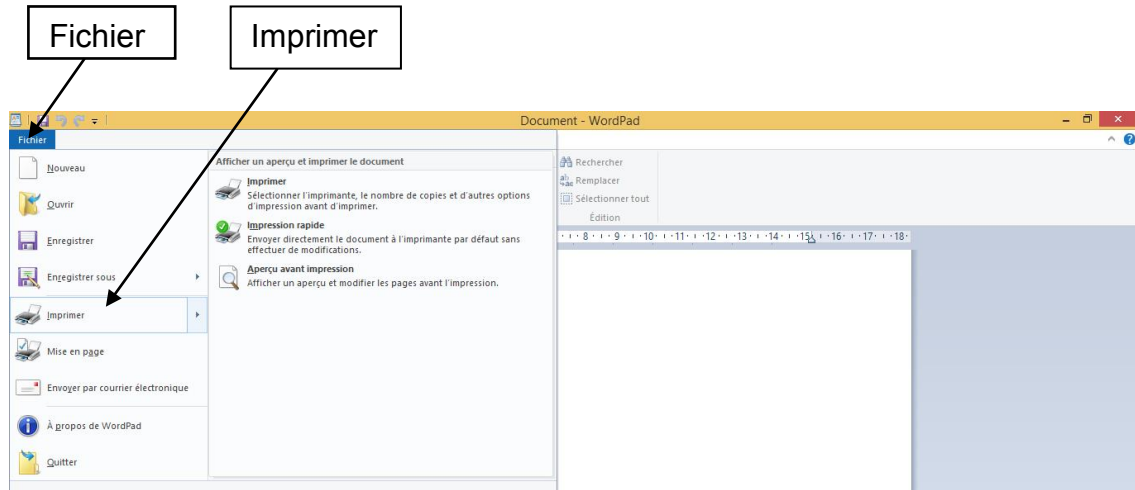 Fichier
Imprimer
Document - WordPad
Fichier
Nouveau
Ouvrir
Enregistrer
Enregistrer sous
Imprimer
Mise en page
Envoyer par courrier électronique
À propos de WordPad
Quitter
Afficher un aperçu et imprimer le document
Imprimer
Sélectionner l'imprimante, le nombre de copies et d'autres options
d'impression avant d'imprimer.
Impression rapide
Envoyer directement le document à l'imprimante par défaut sans
effectuer de modifications.
Aperçu avant impression
Afficher un aperçu et modifier les pages avant l'impression.
Rechercher
Remplacer
Sélectionner tout
Édition
8 9 10 11 12 13 14 15 16 17 18